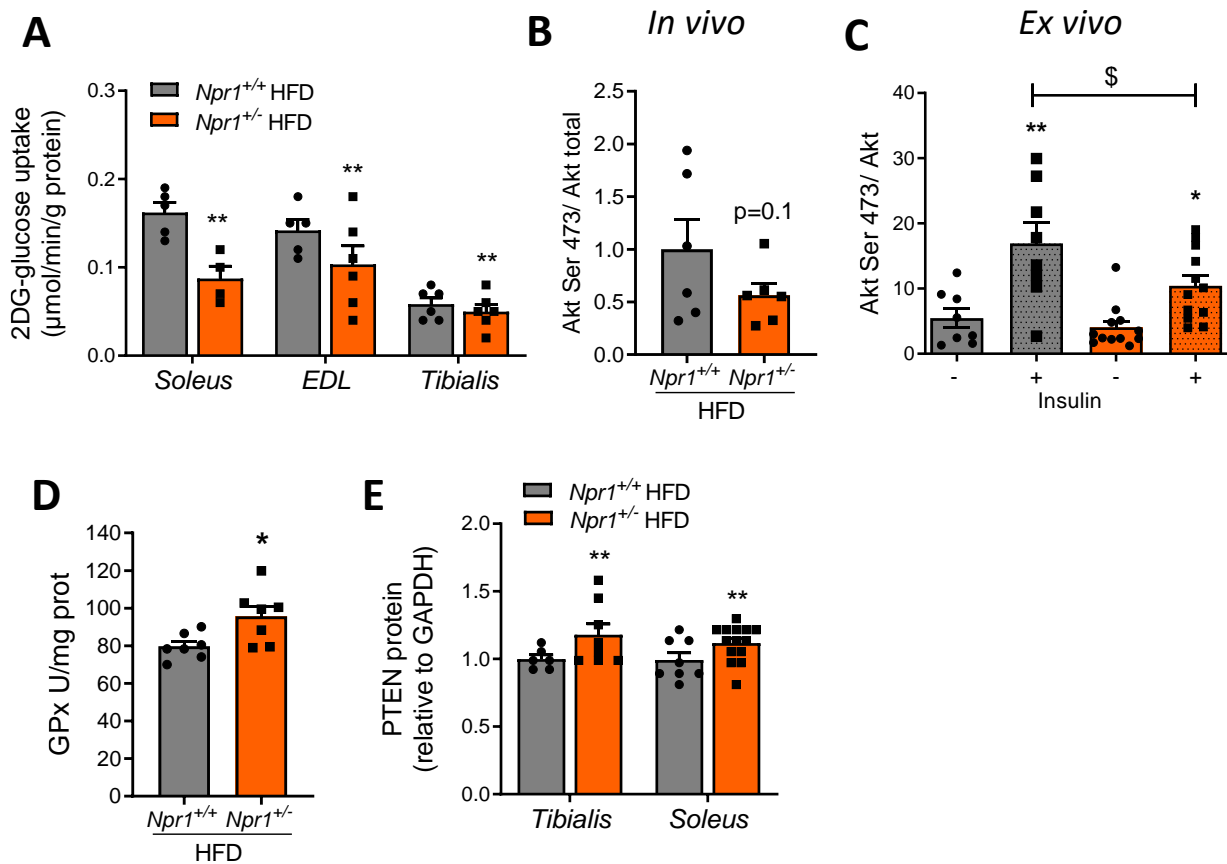 A
2DG-glucose uptake
(μmol/min/g protein)
0.3
0.2
0.1
0.0
Npr1+/+ HFD
Npr1+/- HFD
**
**
**
Soleus
EDL
Tibialis
B
In vivo
Akt Ser 473/ Akt total
2.5
2.0
1.5
1.0
0.5
0.0
p=0.1
Npr1+/+ Npr1+/-
HFD
C
Ex vivo
Akt Ser 473/ Akt
40
30
20
10
0
$
**
*
- + - +
Insulin
D
GPx U/mg prot
140
120
100
80
60
40
20
0
*
Npr1+/+ Npr1+/-
HFD
E
Npr1+/+ HFD
Npr1+/- HFD
PTEN protein
(relative to GAPDH)
2.0
1.5
1.0
0.5
0.0
**
**
Tibialis
Soleus